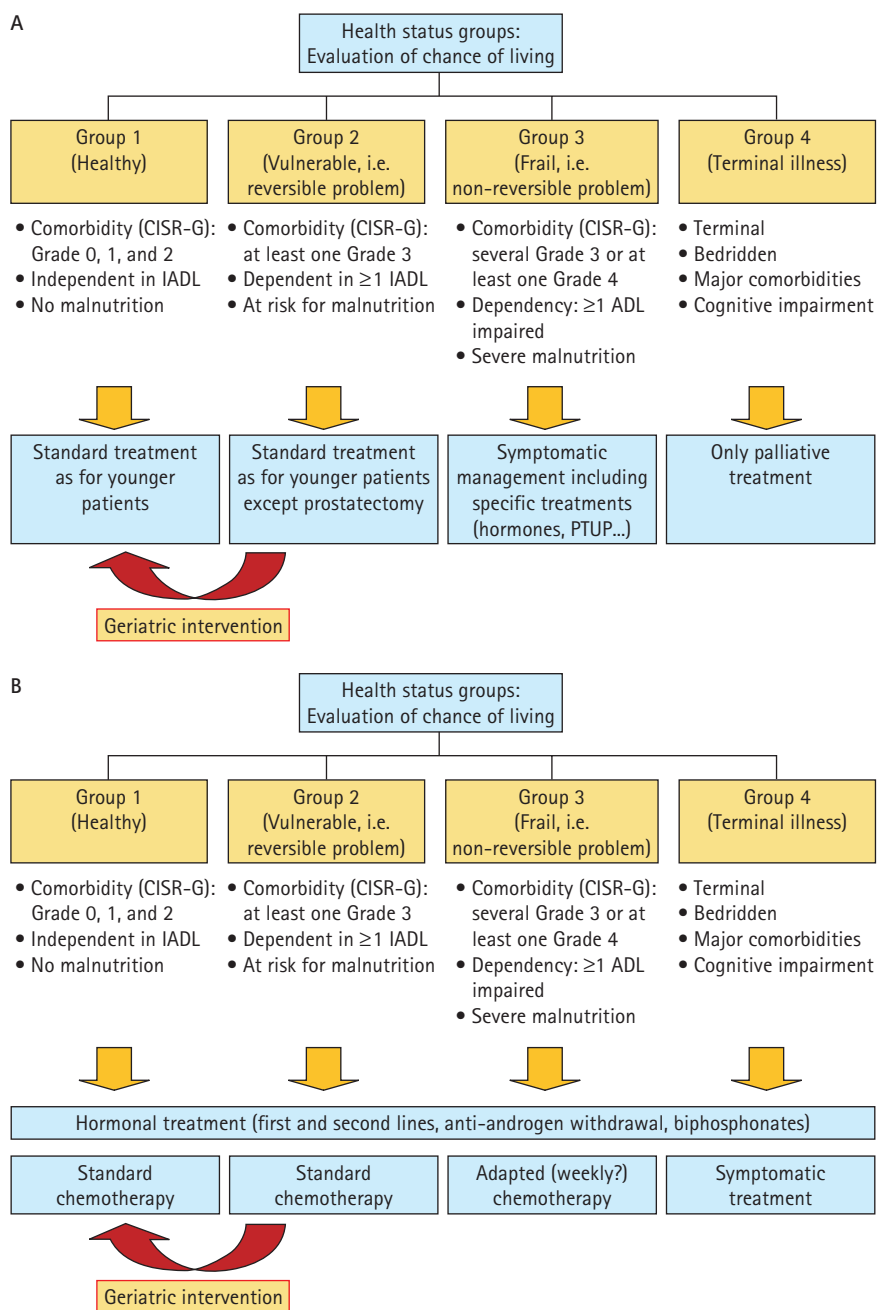 A
Health status groups:
Evaluation of chance of living
Group 1
(Healthy)
Group 2
(Vulnerable, i.e.
reversible problem)
Group 3
(Frail, i.e.
non-reversible problem)
Group 4
(Terminal illness)
• Comorbidity (CISR-G):
Grade 0, 1, and 2
• Independent in IADL
• No malnutrition
• Comorbidity (CISR-G):
at least one Grade 3
• Dependent in ≥1 IADL
• At risk for malnutrition
• Comorbidity (CISR-G):
several Grade 3 or at
least one Grade 4
• Dependency: ≥1 ADL
impaired
• Severe malnutrition
• Terminal
• Bedridden
• Major comorbidities
• Cognitive impairment
Standard treatment
as for younger
patients
Standard treatment
as for younger patients
except prostatectomy
Symptomatic
management including
specific treatments
(hormones, PTUP...)
Only palliative
treatment
Geriatric intervention
B
Health status groups:
Evaluation of chance of living
Group 1
(Healthy)
Group 2
(Vulnerable, i.e.
reversible problem)
Group 3
(Frail, i.e.
non-reversible problem)
Group 4
(Terminal illness)
• Comorbidity (CISR-G):
Grade 0, 1, and 2
• Independent in IADL
• No malnutrition
• Comorbidity (CISR-G):
at least one Grade 3
• Dependent in ≥1 IADL
• At risk for malnutrition
• Comorbidity (CISR-G):
several Grade 3 or at
least one Grade 4
• Dependency: ≥1 ADL
impaired
• Severe malnutrition
• Terminal
• Bedridden
• Major comorbidities
• Cognitive impairment
Hormonal treatment (first and second lines, anti-androgen withdrawal, biphosphonates)
Standard
chemotherapy
Standard
chemotherapy
Adapted (weekly?)
chemotherapy
Symptomatic
treatment
Geriatric intervention